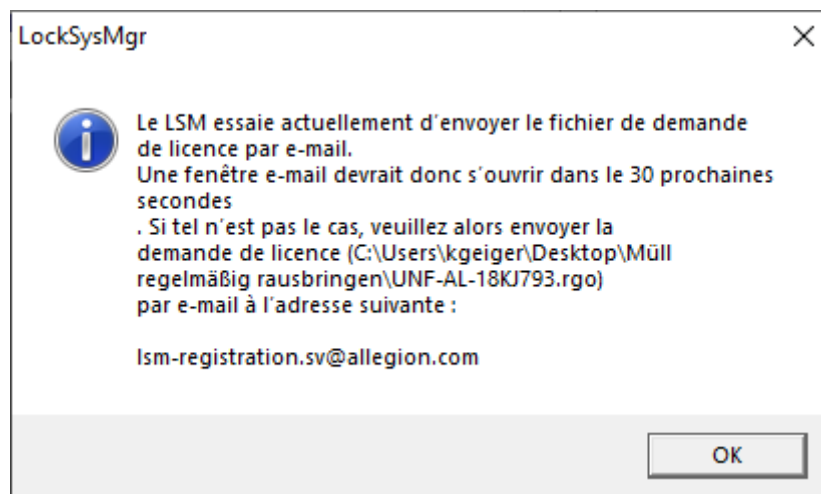 LockSysMgr
Le LSM essaie actuellement d´envoyer le fichier de demande
de licence par e-mail.
Une fenêtre e-mail devrait donc s´ouvrir dans le 30 prochaines
secondes
. Si tel n´est pas le cas, veuillez alors envoyer la
demande de licence (C:\Users\kgeiger\Desktop\Müll
regelmäßig rausbringen\UNF-AL-18KJ793.rgo)
par e-mail à l´adresse suivante :
lsm-registration.sv@allegion.com
OK